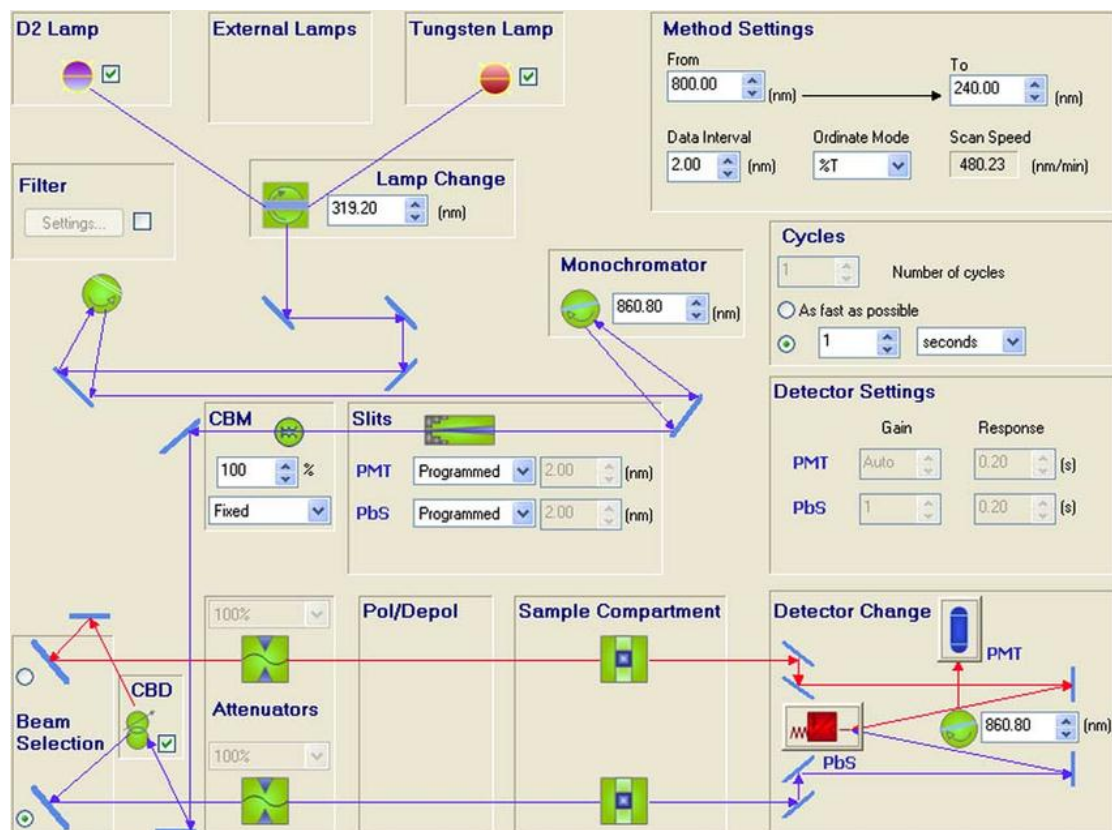 D2 Lamp
External Lamps
Tungsten Lamp
Method Settings
From
To
800.00 (nm)
240.00 (nm)
Data Interval
Ordinate Mode
Scan Speed
2.00 (nm)
%T
480.23 (nm/min)
Filter
Settings...
Lamp Change
319.20 (nm)
Monochromator
860.80 (nm)
Cycles
1 Number of cycles
As fast as possible
1 seconds
CBM
100 %
Fixed
Slits
PMT Programmed 2.00 (nm)
PbS Programmed 2.00 (nm)
Detector Settings
Gain Response
PMT Auto 0.20 (s)
PbS 1 0.20 (s)
Beam
Selection
CBD
100%
Attenuators
100%
Pol/Depol
Sample Compartment
Detector Change
PMT
860.80 (nm)
PbS